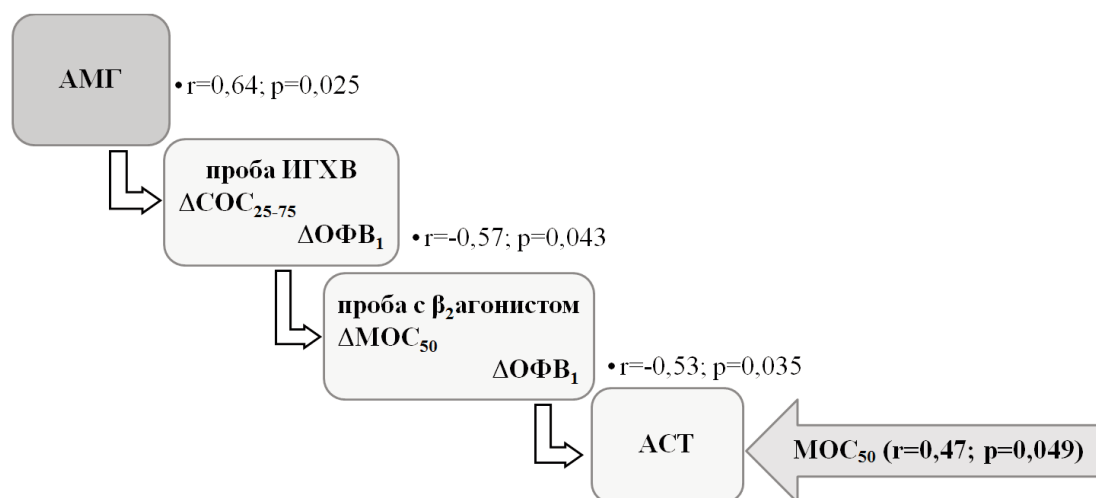 АМГ
•r=0,64; p=0,025
проба ИГХВ
ΔСОС₂₅₋₇₅
ΔОФВ₁
•r=-0,57; p=0,043
проба с β₂агонистом
ΔМОС₅₀
ΔОФВ₁
•r=-0,53; p=0,035
АСТ
МОС₅₀ (r=0,47; p=0,049)